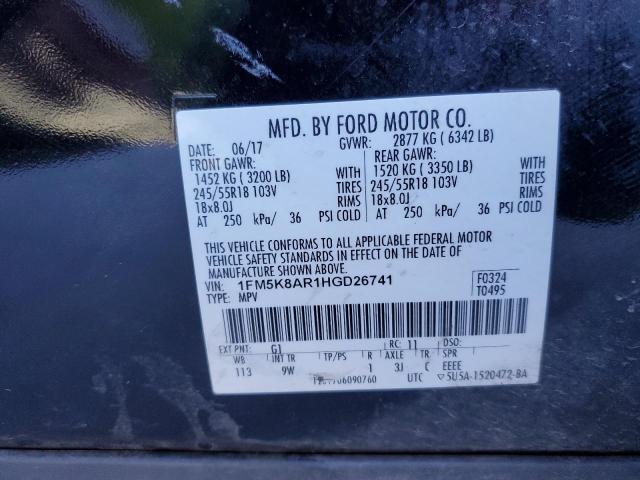 MFD. BY FORD MOTOR CO.
DATE: 06/17 GVWR: 2877 KG ( 6342 LB)
FRONT GAWR: REAR GAWR:
1452 KG ( 3200 LB) WITH 1520 KG ( 3350 LB) WITH
245/55R18 103V TIRES 245/55R18 103V TIRES
18x8.0J RIMS 18x8.0J RIMS
AT 250 kPa/ 36 PSI COLD AT 250 kPa/ 36 PSI COLD
THIS VEHICLE CONFORMS TO ALL APPLICABLE FEDERAL MOTOR
VEHICLE SAFETY STANDARDS IN EFFECT ON THE DATE OF
MANUFACTURE SHOWN ABOVE.
VIN: 1FM5K8AR1HGD26741
TYPE: MPV
F0324
T0495
EXT PNT: G1 RC: 11 DSO:
WB INT TR TP/PS R AXLE TR SPR
113 9W 1 3J C EEEE
UTC 5U5A-1520472-BA